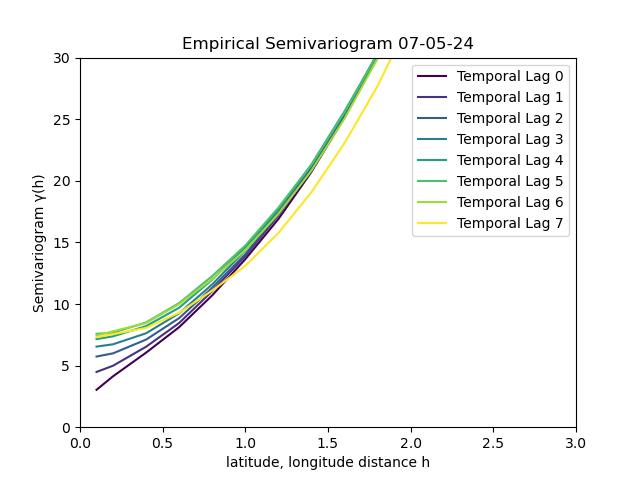 Empirical Semivariogram 07-05-24
Semivariogram γ(h)
30
25
20
15
10
5
0
0.0 0.5 1.0 1.5 2.0 2.5 3.0
latitude, longitude distance h
Temporal Lag 0
Temporal Lag 1
Temporal Lag 2
Temporal Lag 3
Temporal Lag 4
Temporal Lag 5
Temporal Lag 6
Temporal Lag 7